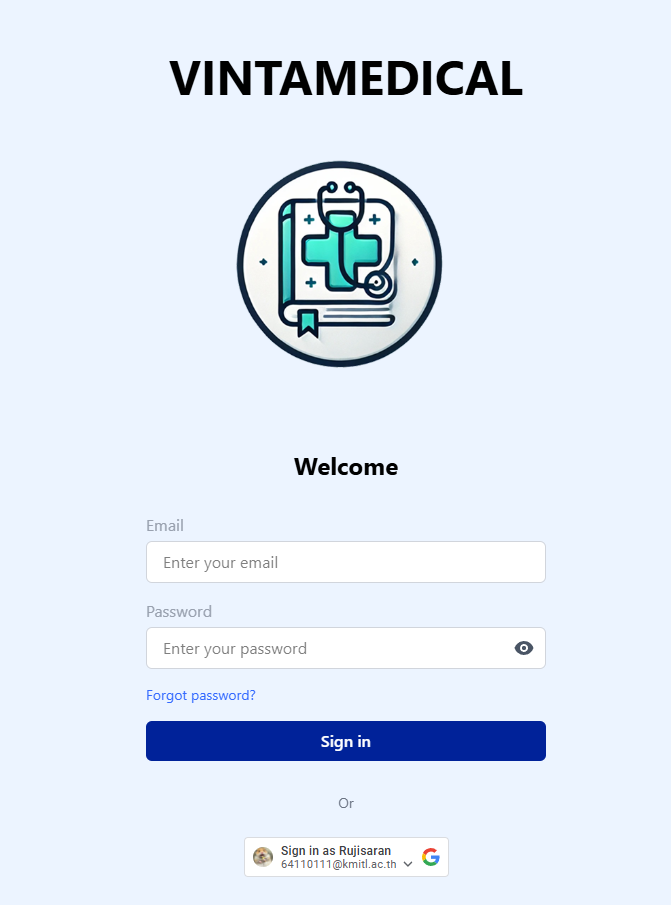 VINTAMEDICAL
Welcome
Email
Enter your email
Password
Enter your password
Forgot password?
Sign in
Or
Sign in as Rujisaran
64110111@kmitl.ac.th